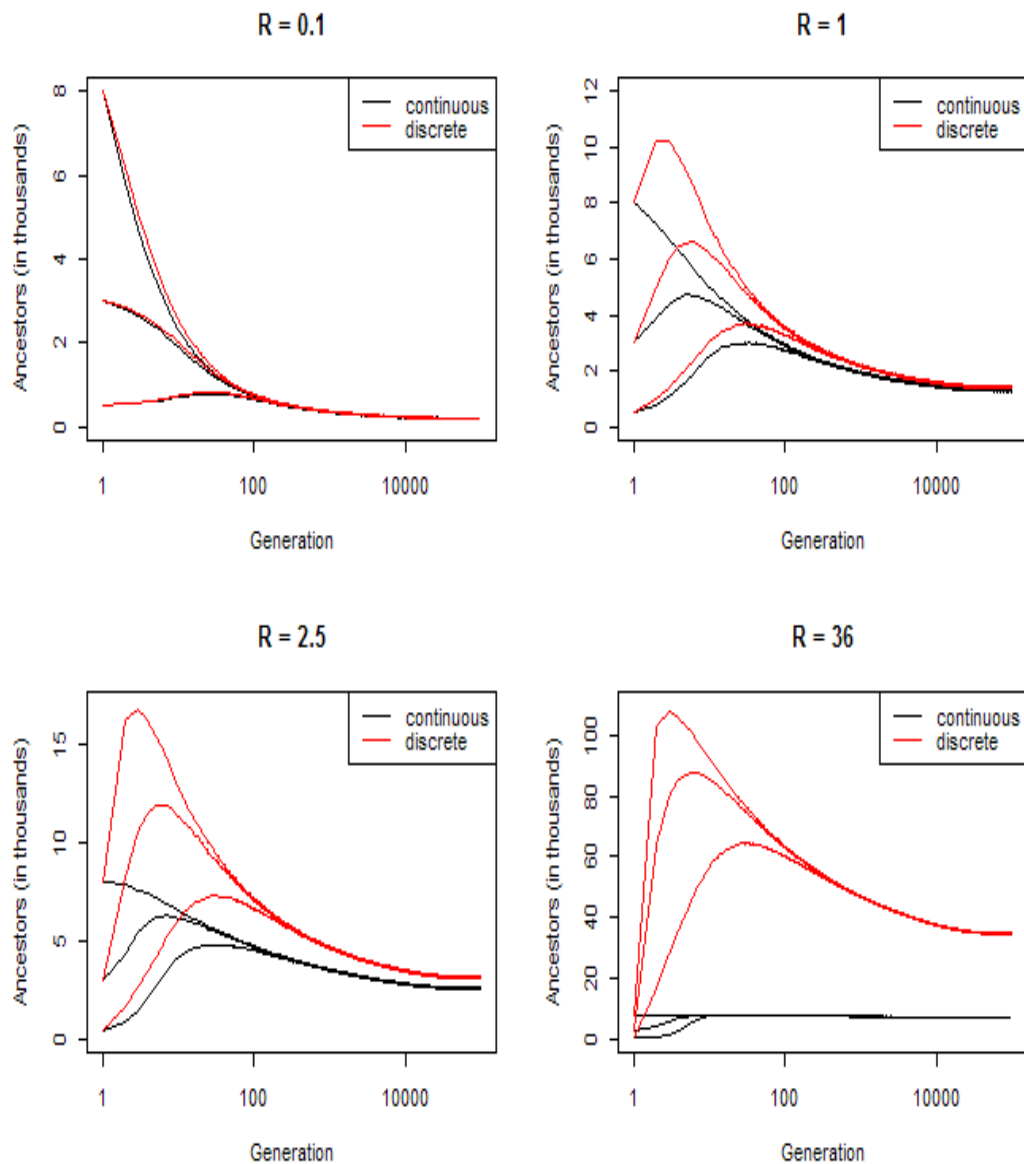 R = 0.1
Ancestors (in thousands)
8
6
4
2
0
continuous
discrete
1
100
10000
Generation
R = 1
Ancestors (in thousands)
12
10
8
6
4
2
0
continuous
discrete
1
100
10000
Generation
R = 2.5
Ancestors (in thousands)
15
10
5
0
continuous
discrete
1
100
10000
Generation
R = 36
Ancestors (in thousands)
100
80
60
40
20
0
continuous
discrete
1
100
10000
Generation